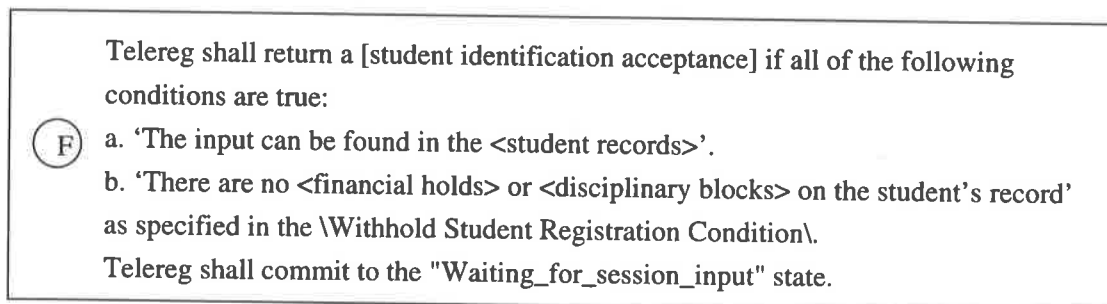 Telereg shall return a [student identification acceptance] if all of the following
conditions are true:
F
a. ‘The input can be found in the <student records>’.
b. ‘There are no <financial holds> or <disciplinary blocks> on the student’s record’
as specified in the \Withhold Student Registration Condition\.
Telereg shall commit to the "Waiting_for_session_input" state.